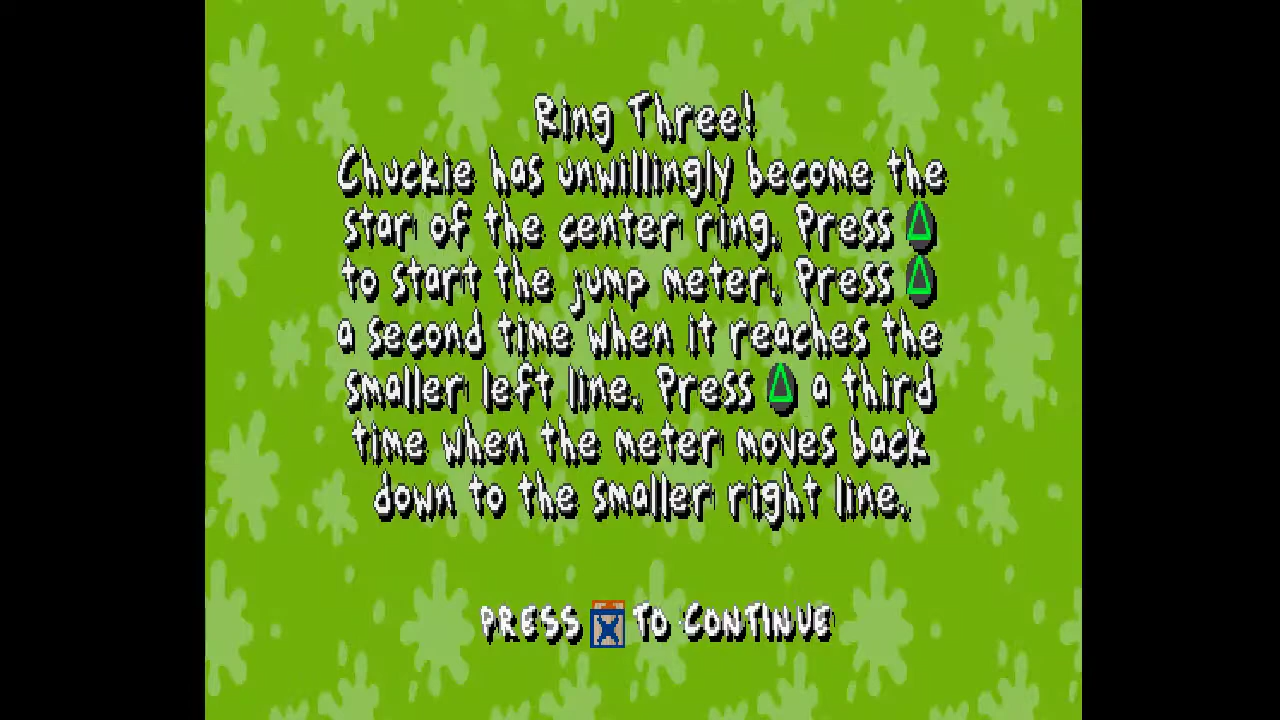 Ring Three!
Chuckie has unwillingly become the
star of the center ring. Press △
to start the jump meter. Press △
a second time when it reaches the
smaller left line. Press △ a third
time when the meter moves back
down to the smaller right line.
PRESS X TO CONTINUE